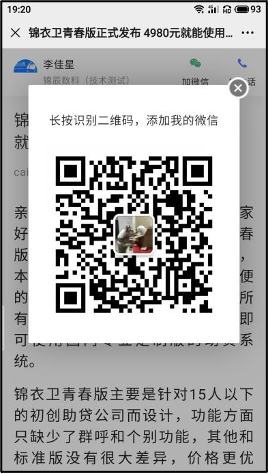 19:20
93
锦衣卫青春版正式发布 4980元就能使用...
李佳星
锦辰数科（技术测试）
加微信
话
长按识别二维码，添加我的微信
锦
就
cai
亲
家
好
春
版
，
本
便
的
所
有
即
统。
锦衣卫青春版主要是针对15人以下
的初创助贷公司而设计，功能方面
只缺少了群呼和个别功能，其他和
标准版没有很大差异，价格更优